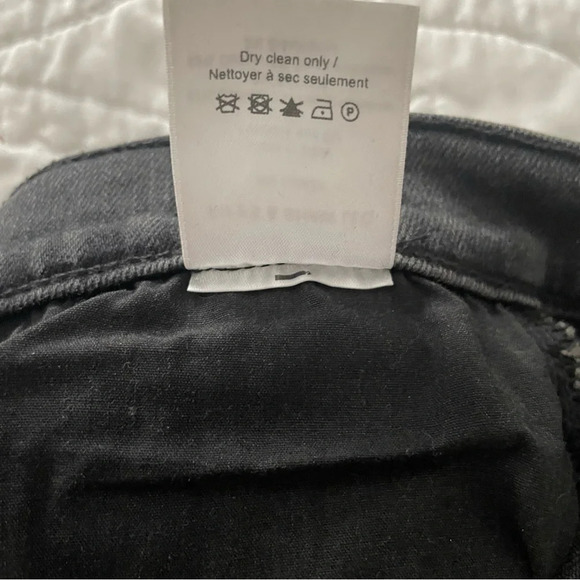 Dry clean only /
Nettoyer à sec seulement
P